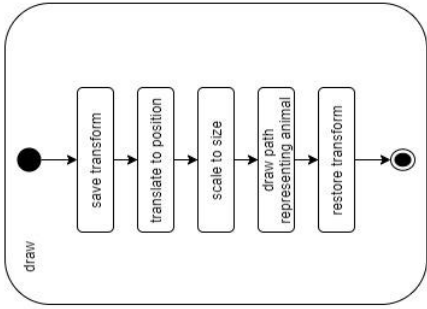 draw
save transform
translate to position
scale to size
draw path
representing animal
restore transform